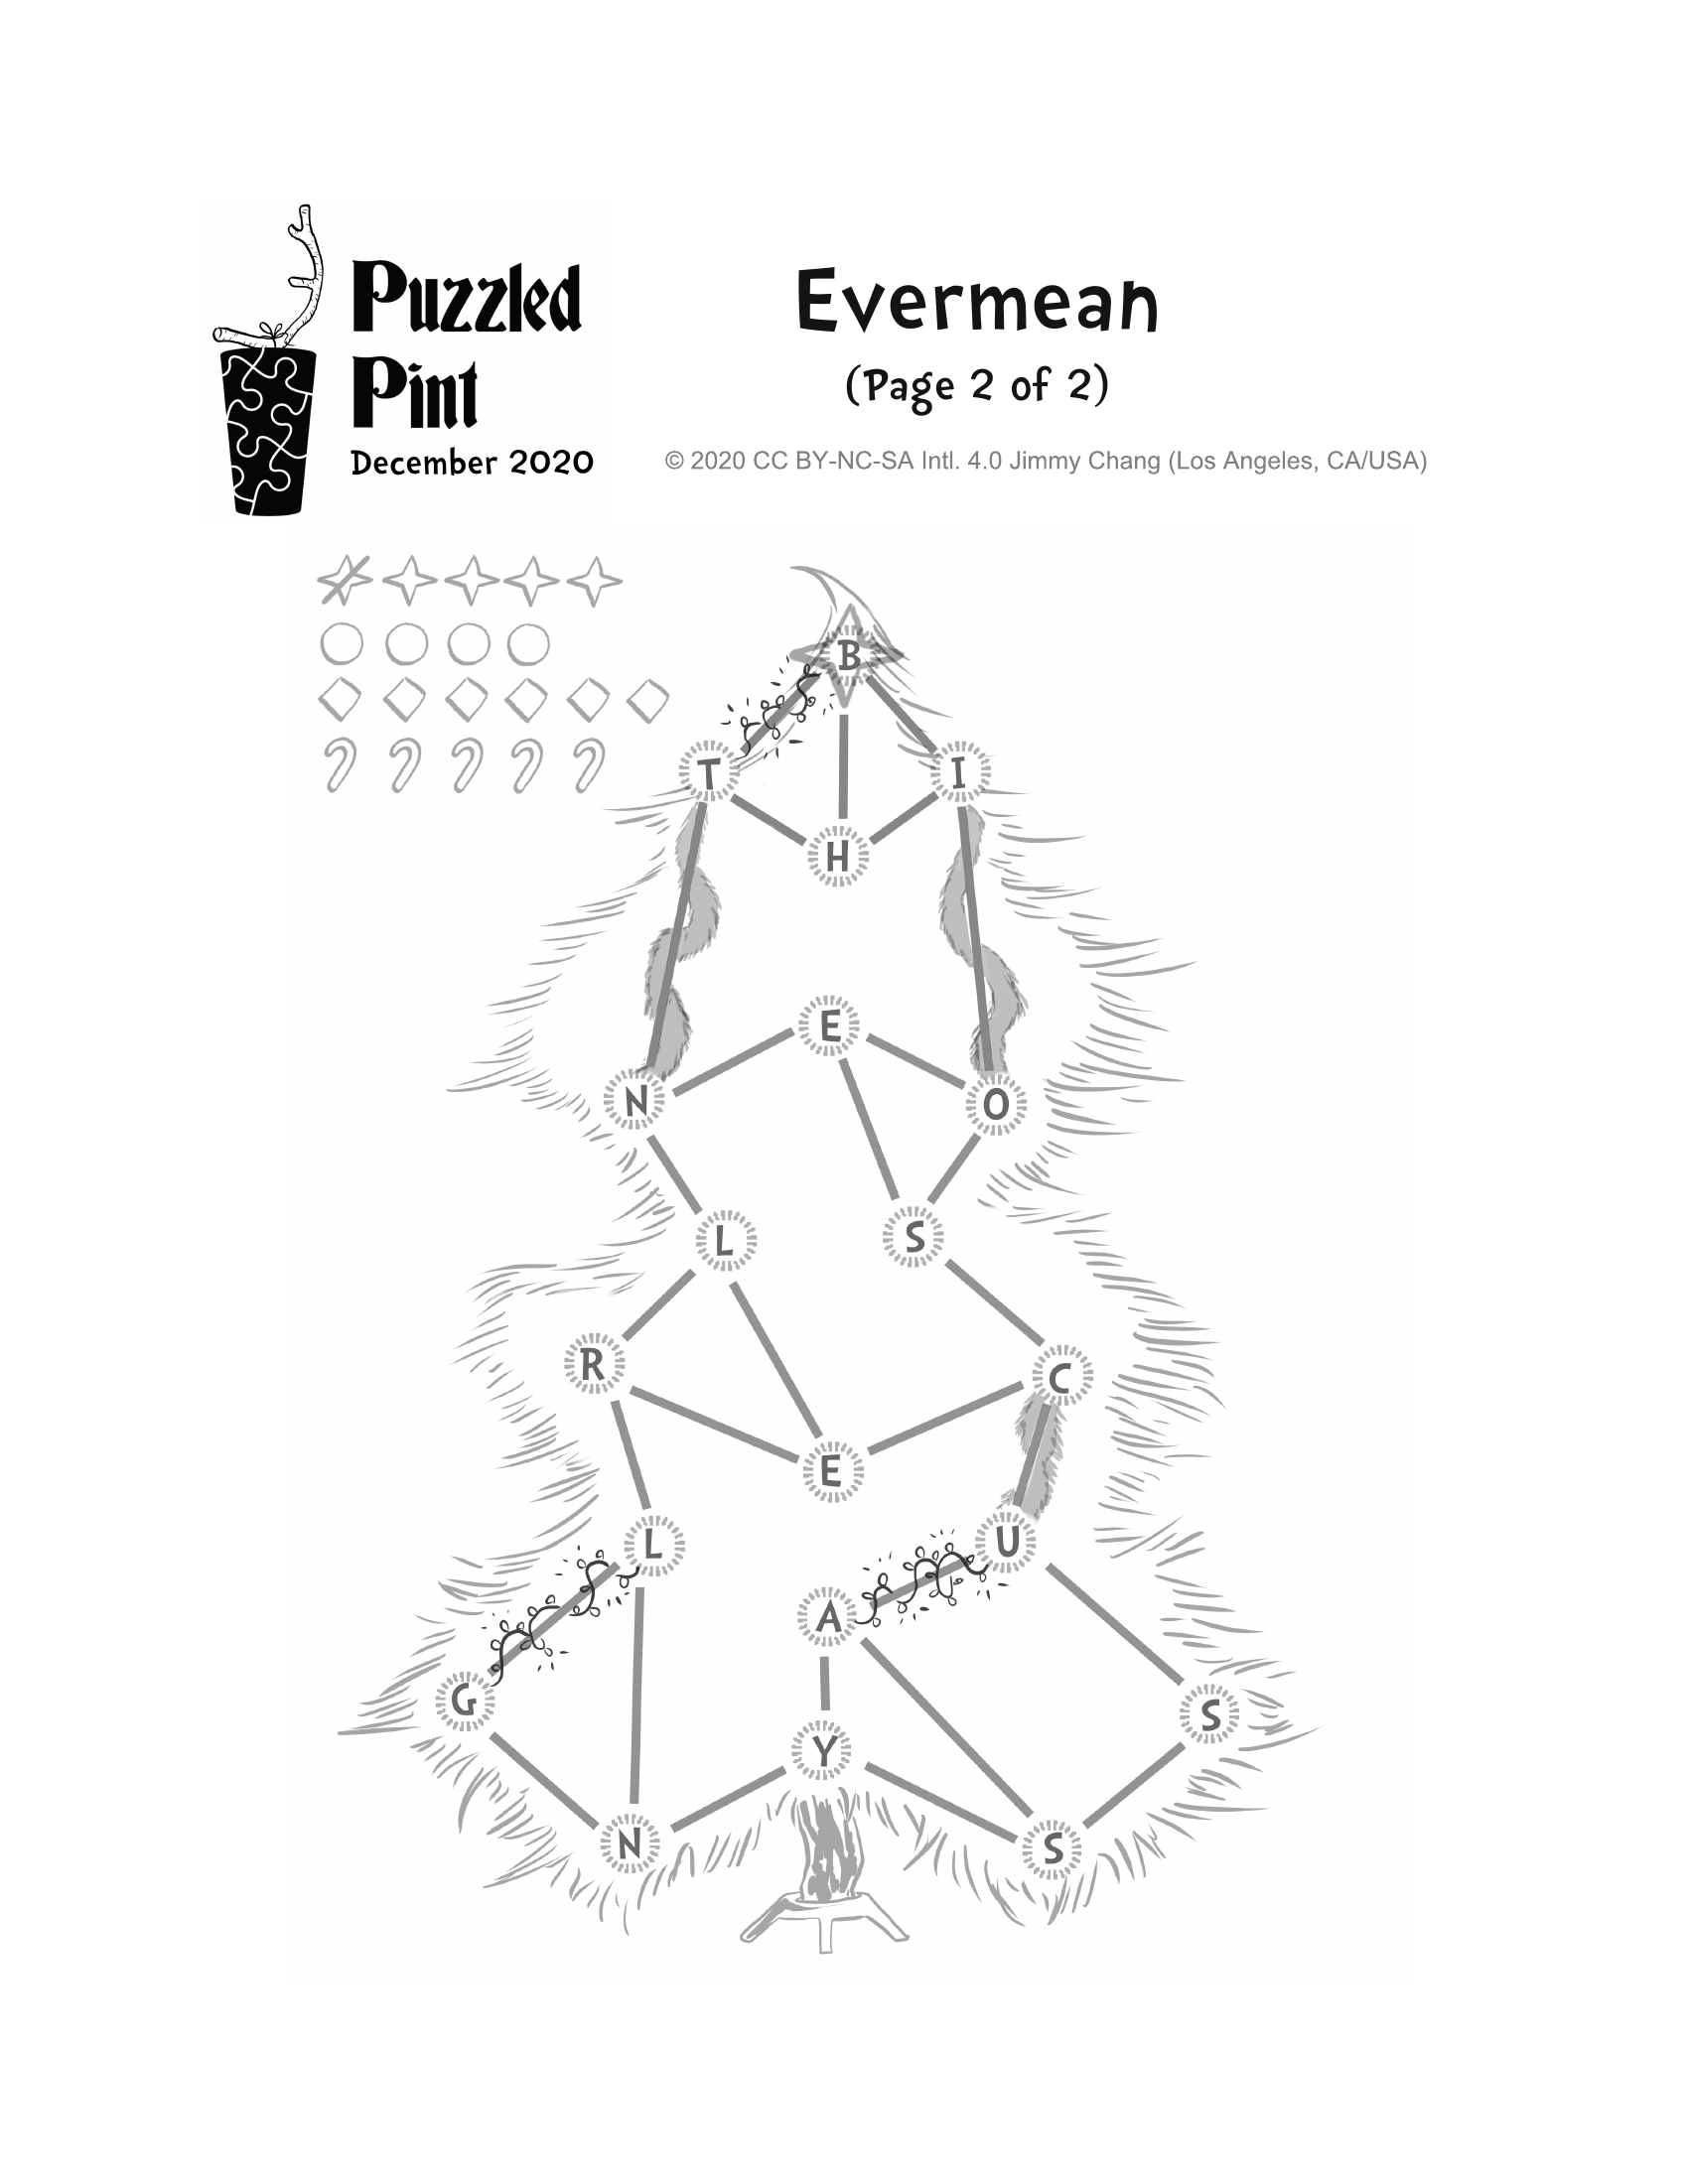 Puzzled
Pint
December 2020
Evermean
(Page 2 of 2)
© 2020 CC BY-NC-SA Intl. 4.0 Jimmy Chang (Los Angeles, CA/USA)
B
T I
H
E
N O
L S
R C
E
L U
A
G S
Y
N S